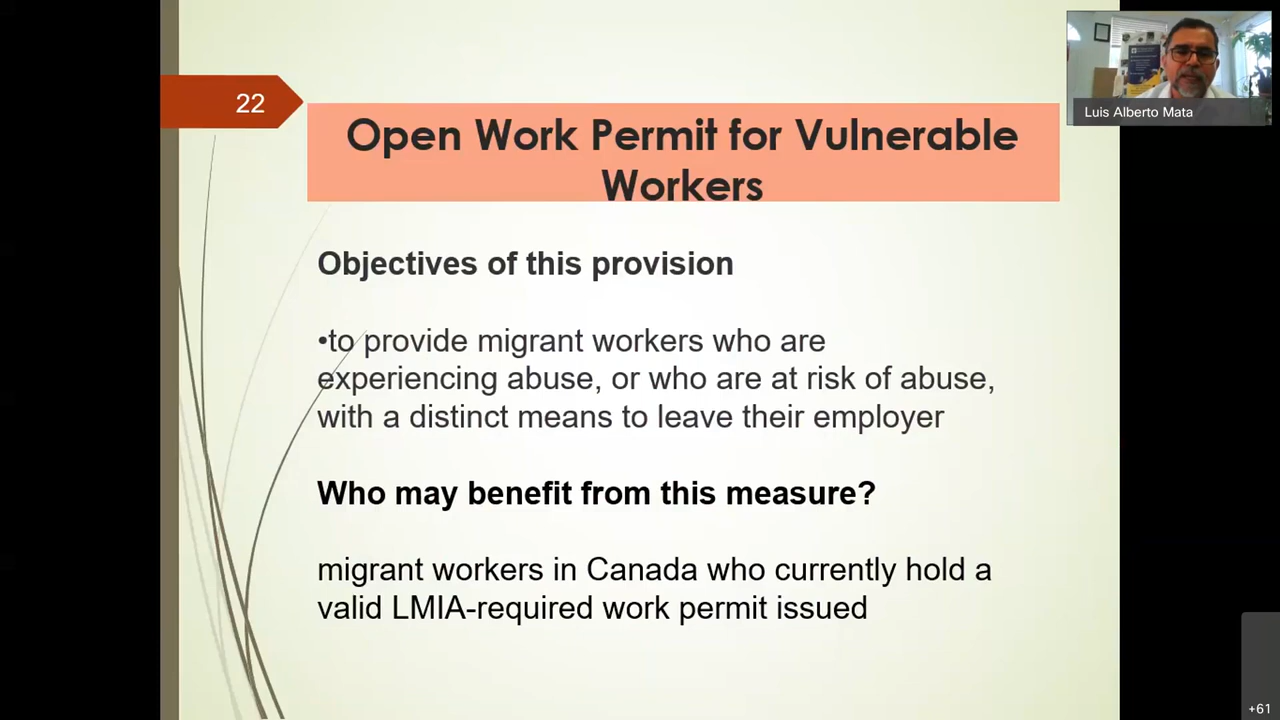 22
Open Work Permit for Vulnerable
Workers
Objectives of this provision
•to provide migrant workers who are
experiencing abuse, or who are at risk of abuse,
with a distinct means to leave their employer
Who may benefit from this measure?
migrant workers in Canada who currently hold a
valid LMIA-required work permit issued
Luis Alberto Mata
+61